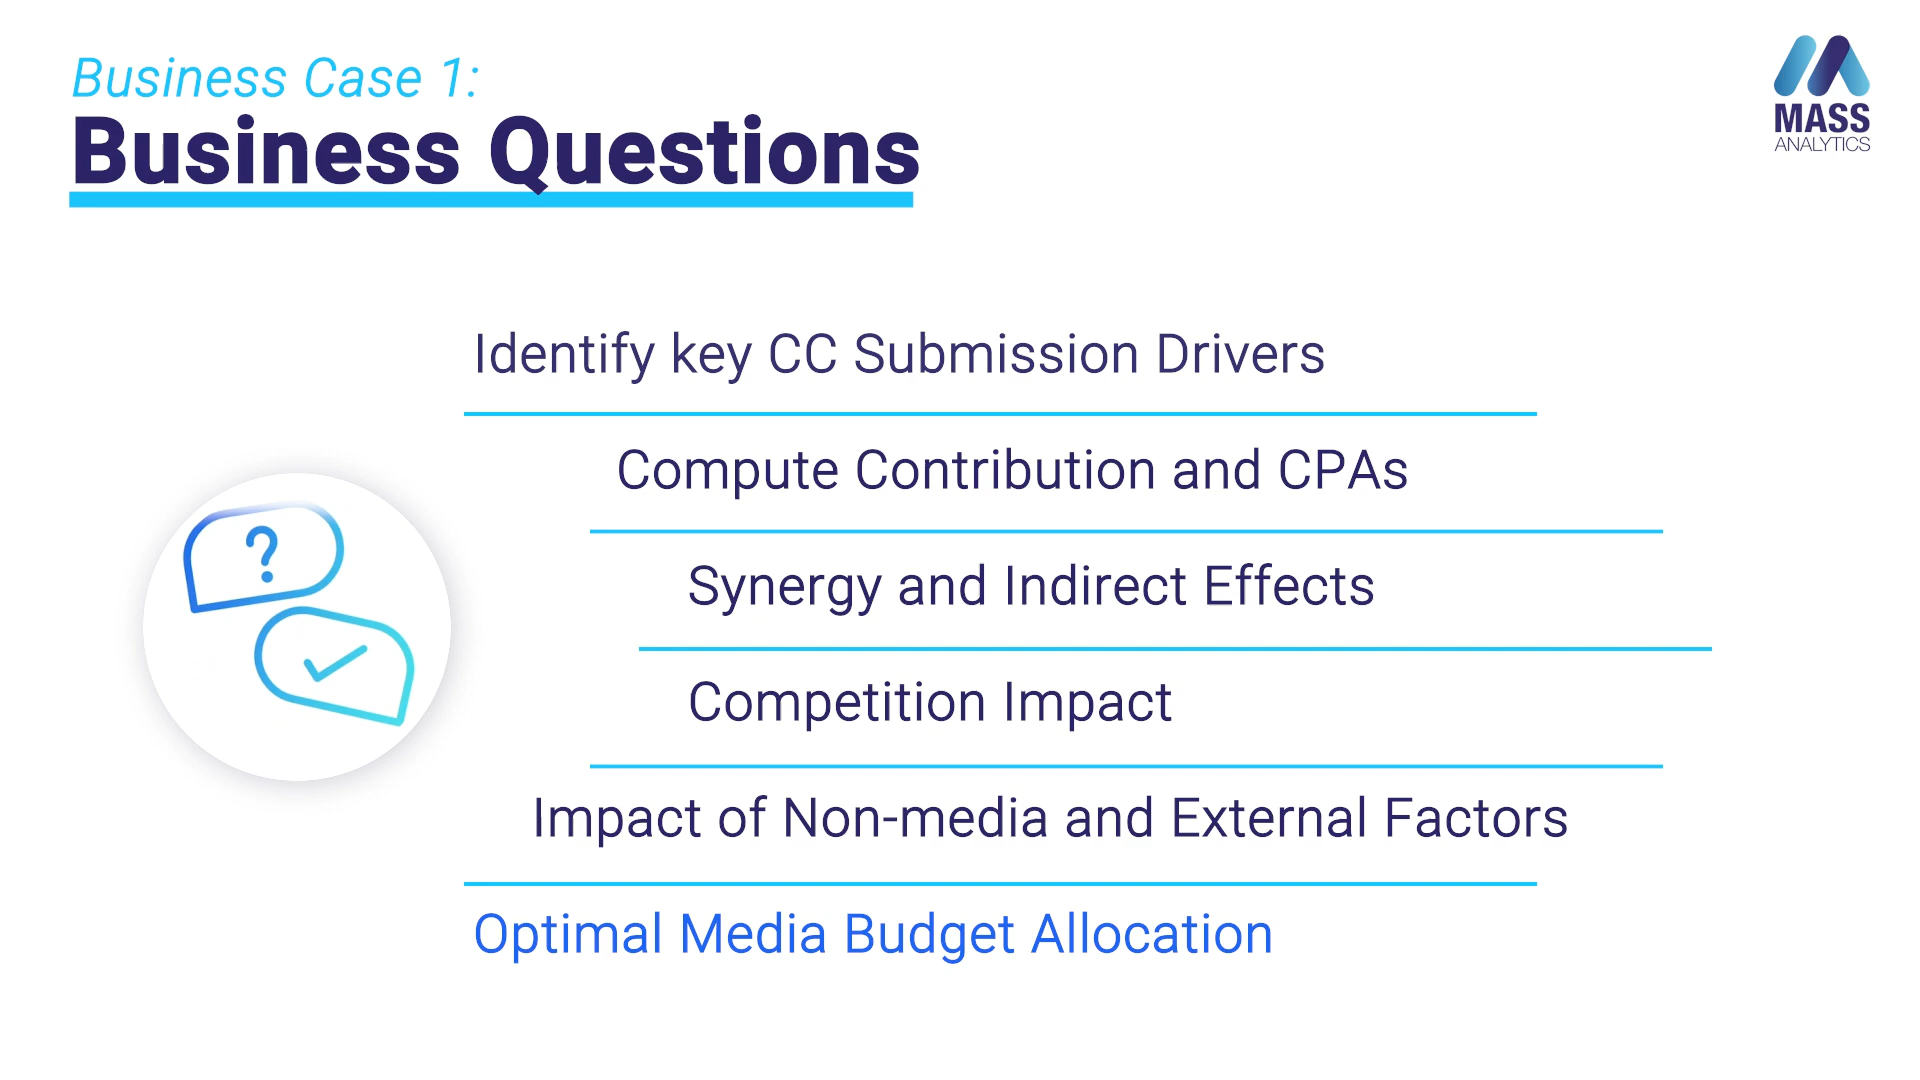 Business Case 1:
Business Questions
MASS
ANALYTICS
Identify key CC Submission Drivers
Compute Contribution and CPAs
?
Synergy and Indirect Effects
Competition Impact
Impact of Non-media and External Factors
Optimal Media Budget Allocation